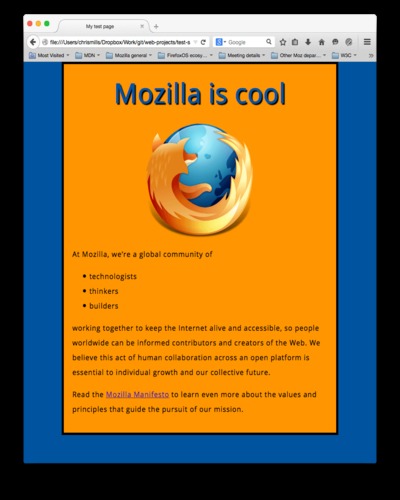 My test page
file:///Users/chrismills/Dropbox/Work/git/web-projects/test-s
Google
Most Visited
MDN
Mozilla general
FirefoxOS ecosy...
Meeting details
Other Moz depar...
W3C
Mozilla is cool
At Mozilla, we're a global community of
technologists
thinkers
builders
working together to keep the Internet alive and accessible, so people
worldwide can be informed contributors and creators of the Web. We
believe this act of human collaboration across an open platform is
essential to individual growth and our collective future.
Read the Mozilla Manifesto to learn even more about the values and
principles that guide the pursuit of our mission.